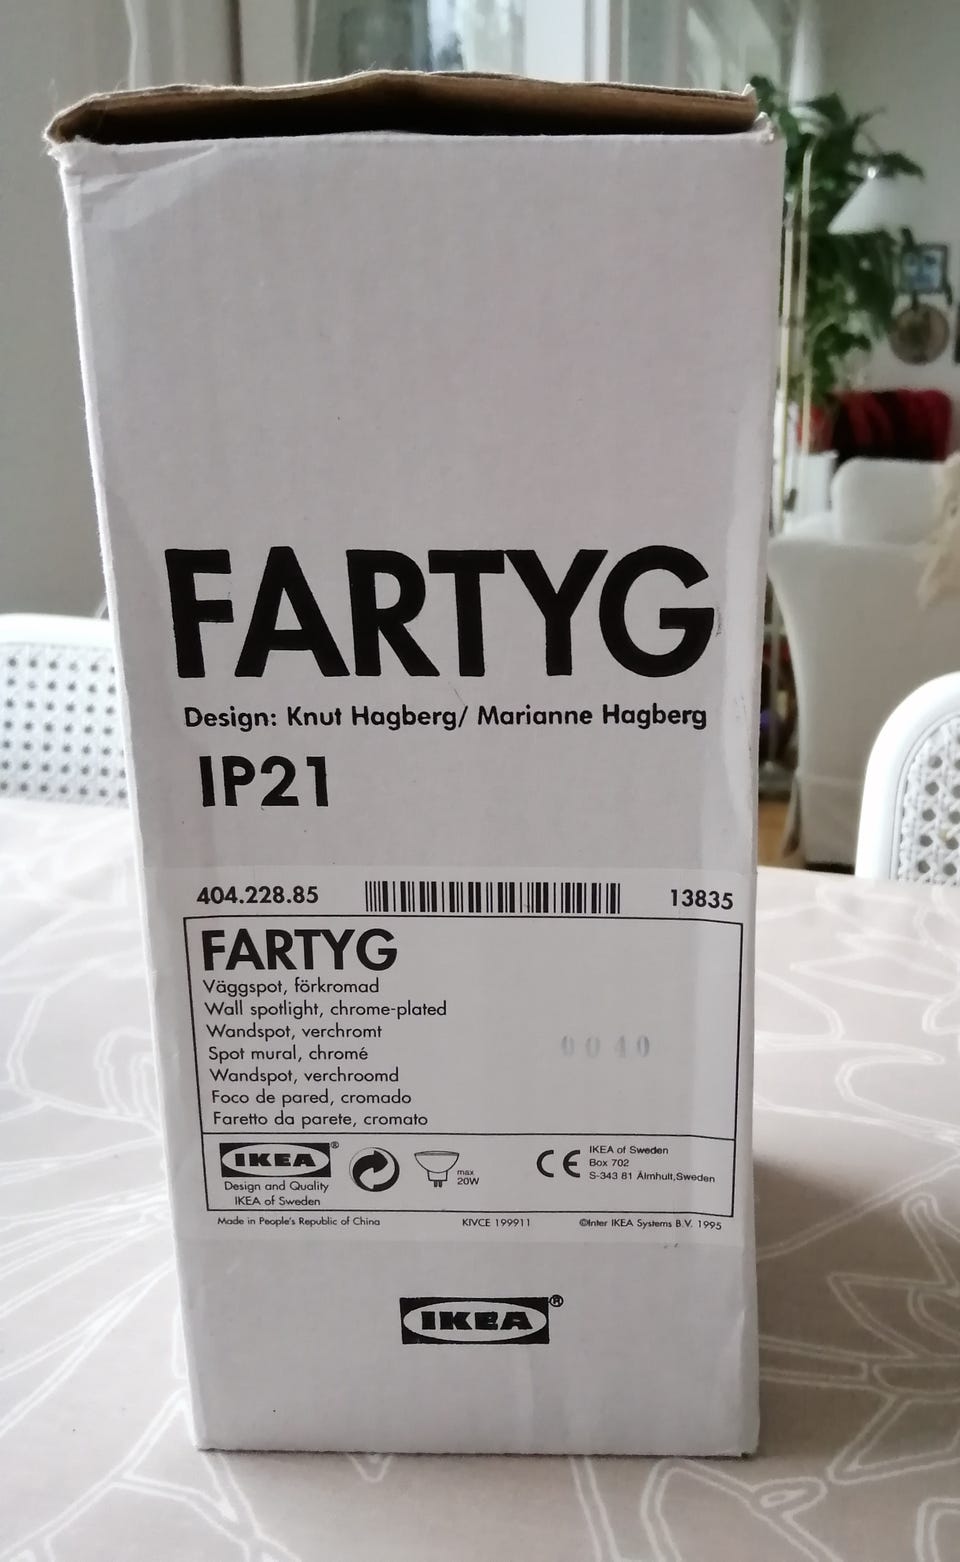 FARTYG
Design: Knut Hagberg/ Marianne Hagberg
IP21
404.228.85 13835
FARTYG
Väggspot, förkromad
Wall spotlight, chrome-plated
Wandspot, verchromt
Spot mural, chromé
Wandspot, verchroomd
Foco de pared, cromado
Faretto da parete, cromato
0040
IKEA®
Design and Quality
IKEA of Sweden
max
20W
CE
IKEA of Sweden
Box 702
S-343 81 Älmhult,Sweden
Made in People's Republic of China KIVCE 199911 ©Inter IKEA Systems B.V. 1995
IKEA®